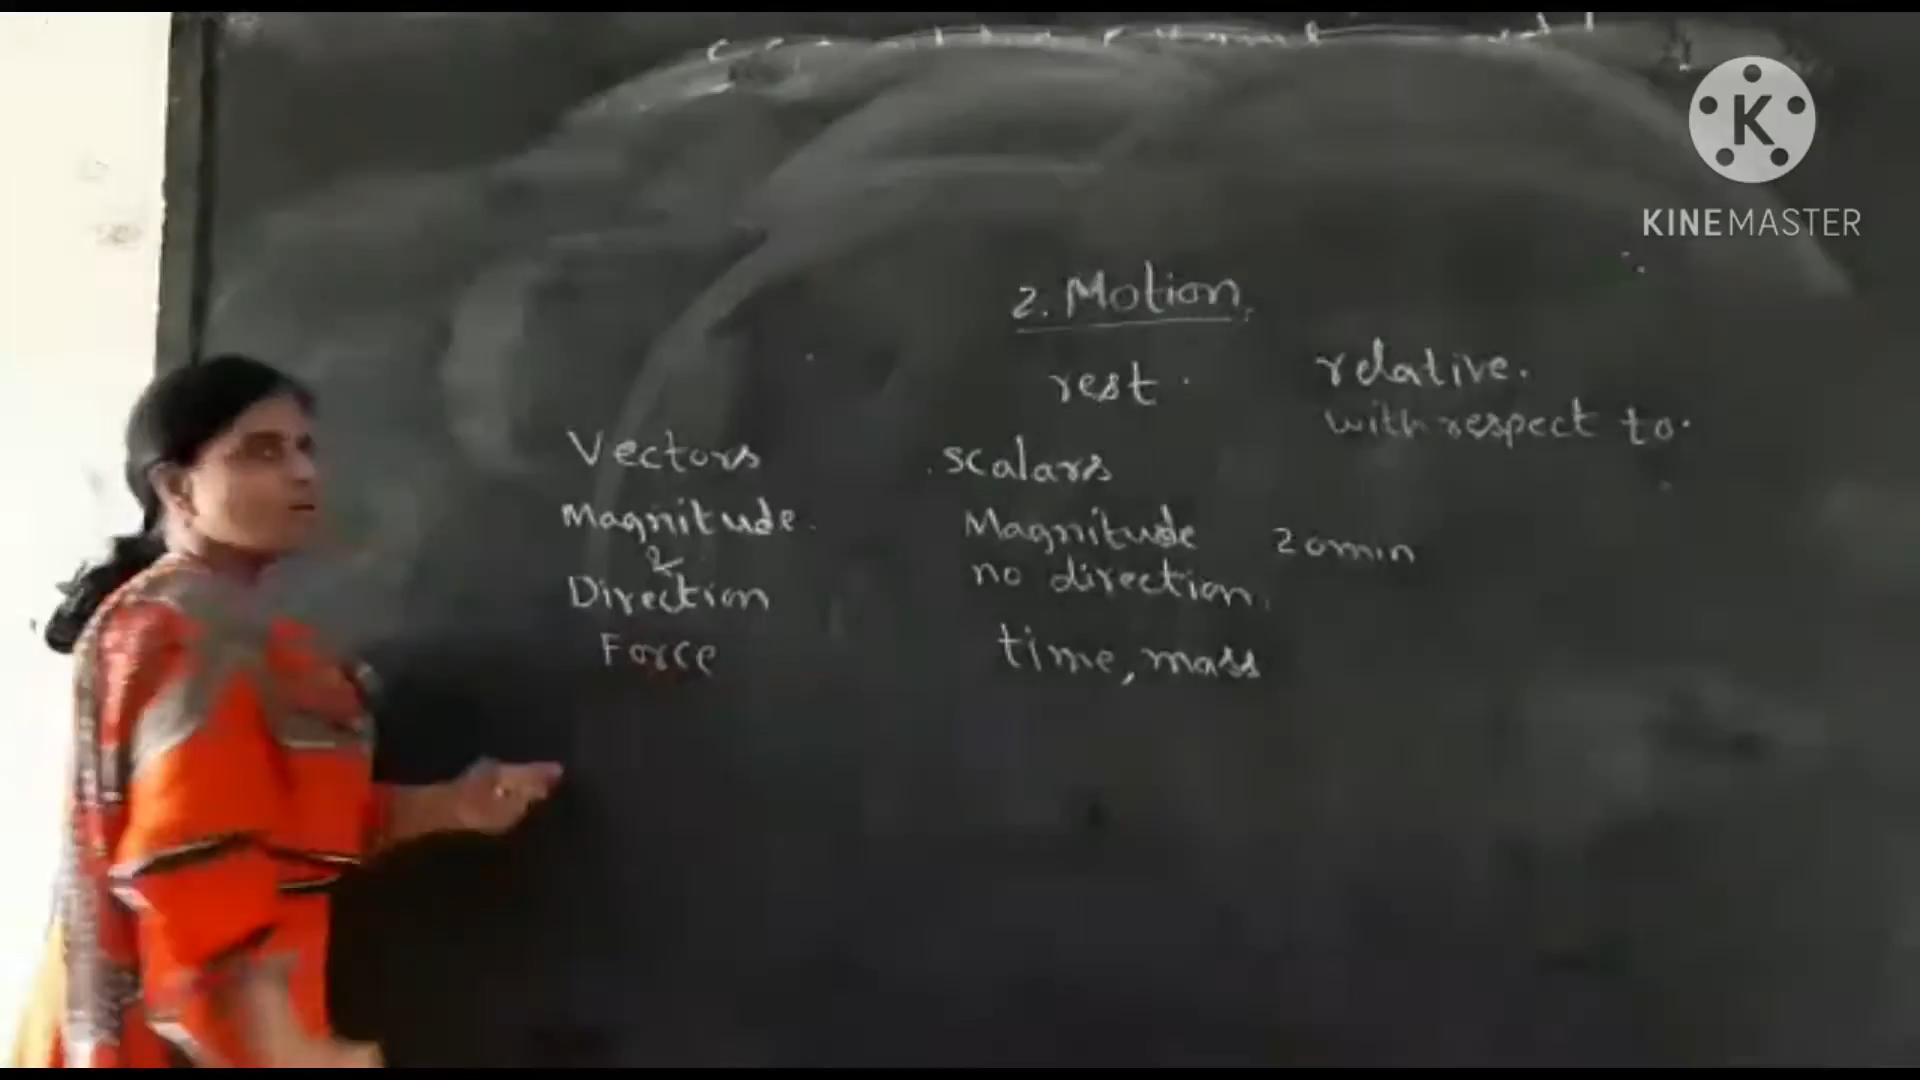 K
KINEMASTER
2. Motion
rest
relative.
with respect to
Vectors
scalars
Magnitude
&
Direction
Force
Magnitude
20min
no direction
time, mass